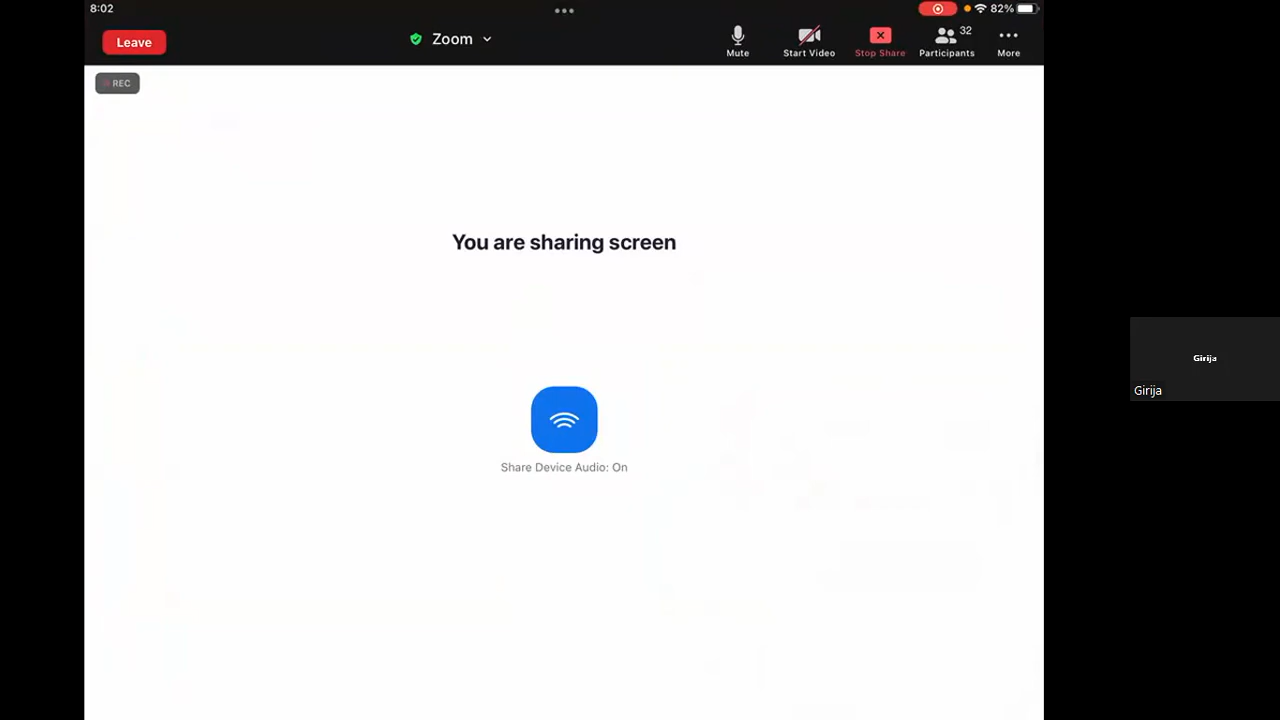 8:02
82%
Leave
Zoom
Mute
Start Video
Stop Share
Participants
32
More
REC
You are sharing screen
Share Device Audio: On
Girija
Girija